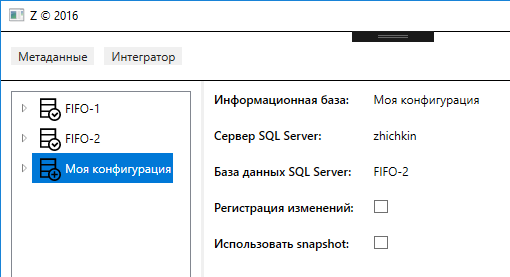 Z © 2016
Метаданные Интегратор
FIFO-1
FIFO-2
Моя конфигурация
Информационная база: Моя конфигурация
Сервер SQL Server: zhichkin
База данных SQL Server: FIFO-2
Регистрация изменений:
Использовать snapshot: